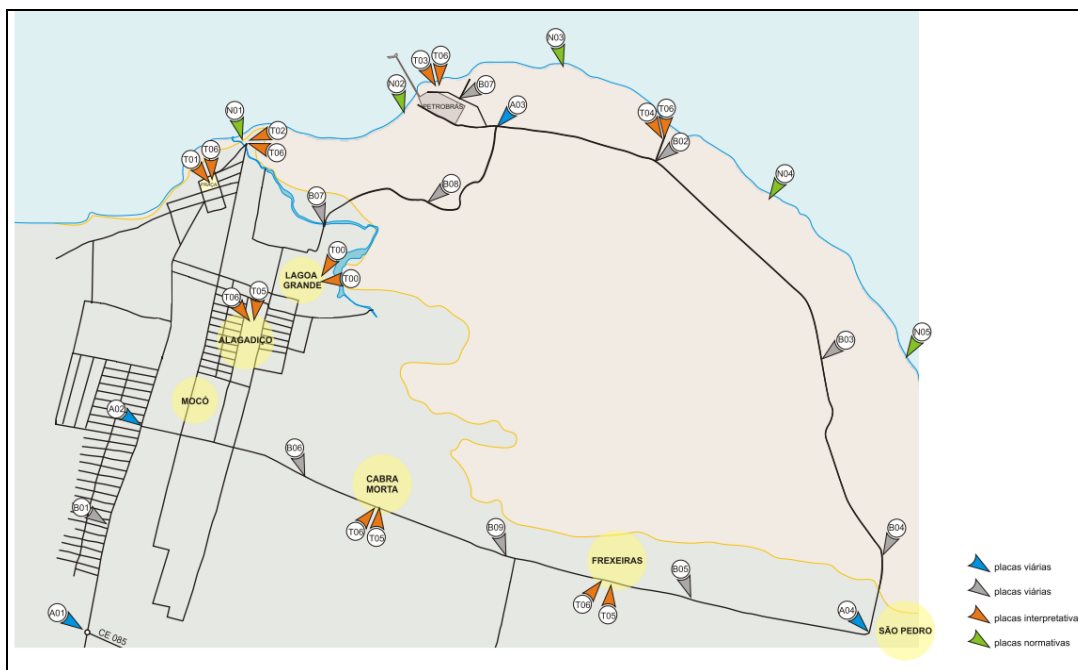 N03
T03
T06
N02
B07
PETROBRÁS
A03
N01
T02
T04
T06
B02
T01
T06
T06
PRAÇA
N04
B08
B07
T00
LAGOA
GRANDE
T00
T06
T05
ALAGADIÇO
N05
B03
MOCÓ
A02
B06
CABRA
MORTA
B01
T06
T05
B09
B04
FREXEIRAS
B05
T06
T05
A01
CE 085
A04
SÃO PEDRO
placas viárias
placas viárias
placas interpretativa
placas normativas